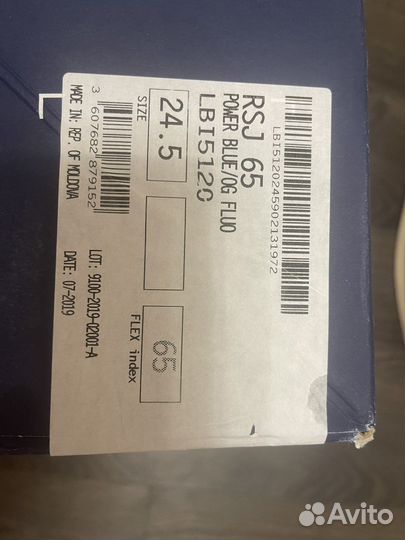 RSJ 65
POWER BLUE/OG FLUO
LBI5120
LBI5120245902131972
SIZE
24.5
65
FLEX index
3 607682 879152
MADE IN: REP. OF MOLDOVA
LOT: 9100-2019-02001-A
DATE: 07-2019
Avito